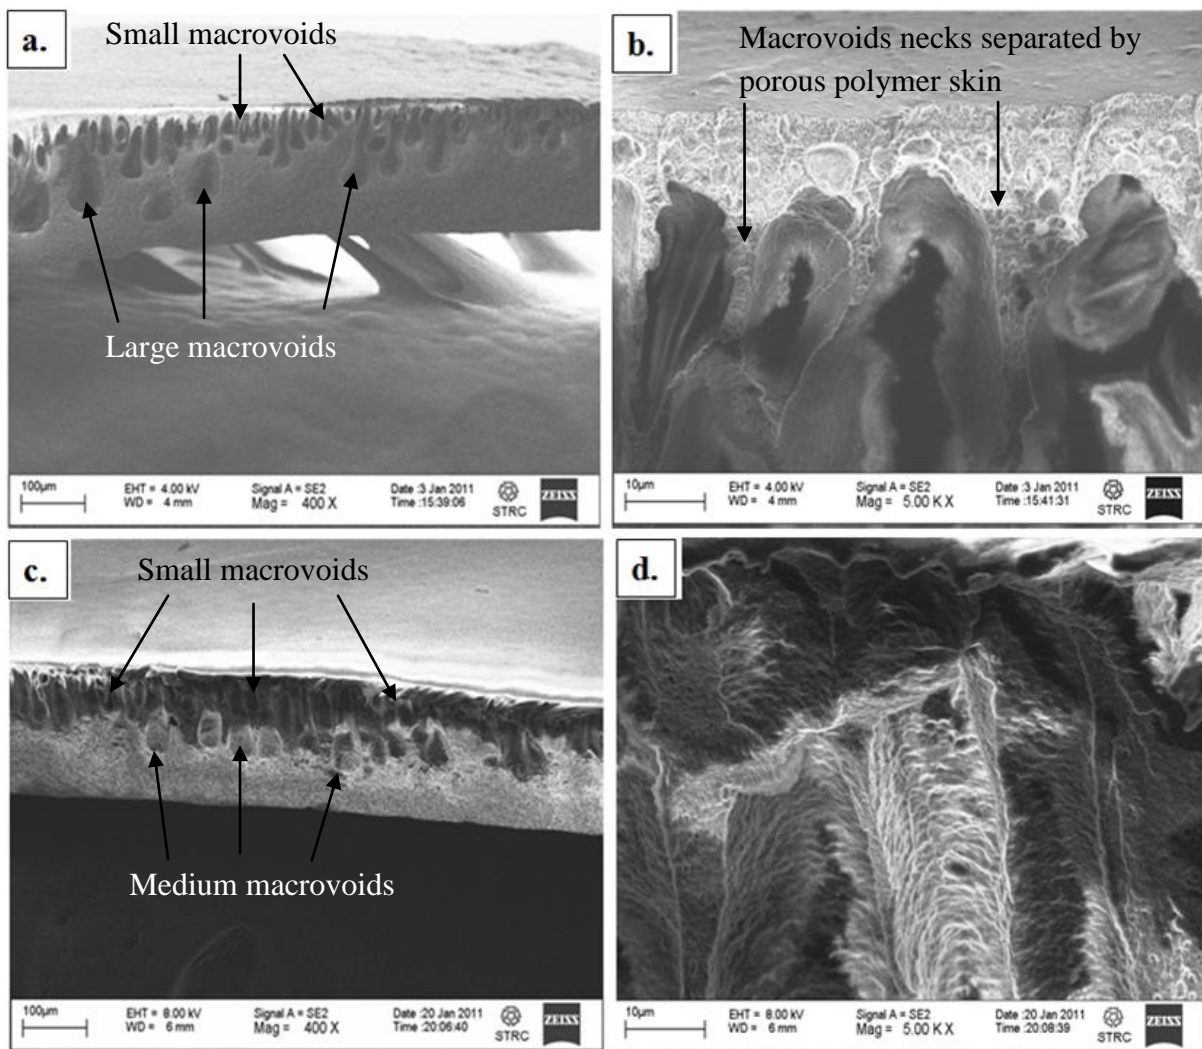 a.
Small macrovoids
Large macrovoids
100µm
EHT = 4.00 kV
WD = 4 mm
Signal A = SE2
Mag = 400 X
Date :3 Jan 2011
Time :15:39:06
STRC
ZEISS
b.
Macrovoids necks separated by
porous polymer skin
10µm
EHT = 4.00 kV
WD = 4 mm
Signal A = SE2
Mag = 5.00 K X
Date :3 Jan 2011
Time :15:41:31
STRC
ZEISS
c.
Small macrovoids
Medium macrovoids
100µm
EHT = 8.00 kV
WD = 6 mm
Signal A = SE2
Mag = 400 X
Date :20 Jan 2011
Time :20:06:40
STRC
ZEISS
d.
10µm
EHT = 8.00 kV
WD = 6 mm
Signal A = SE2
Mag = 5.00 K X
Date :20 Jan 2011
Time :20:08:39
STRC
ZEISS